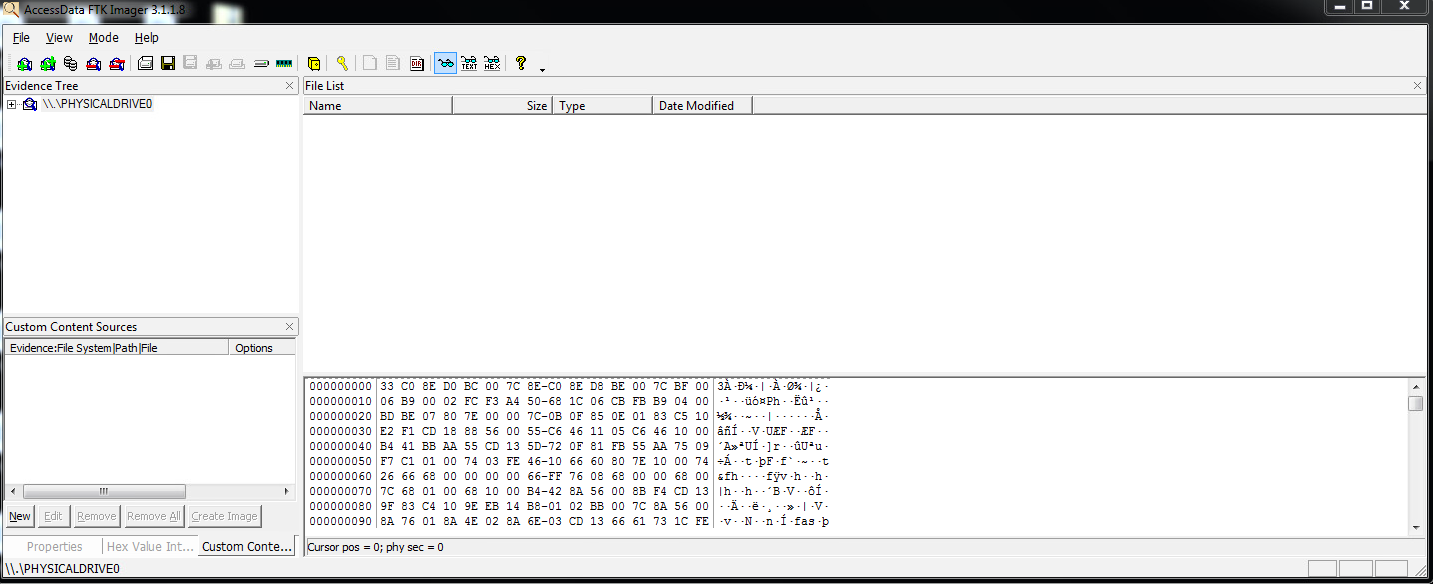 AccessData FTK Imager 3.1.1.8
File View Mode Help
Evidence Tree
\\.\PHYSICALDRIVE0
File List
Name Size Type Date Modified
Custom Content Sources
Evidence:File System|Path|File Options
New Edit Remove Remove All Create Image
Properties Hex Value Int... Custom Conte...
000000000 33 C0 8E D0 BC 00 7C 8E-C0 8E D8 BE 00 7C BF 00 3À·Ð¼·|·À·Ø¾·|¿·
000000010 06 B9 00 02 FC F3 A4 50-68 1C 06 CB FB B9 04 00 ·¹··üó¤Ph··Ëû¹··
000000020 BD BE 07 80 7E 00 00 7C-0B 0F 85 0E 01 83 C5 10 ½¾··~··|······Å·
000000030 E2 F1 CD 18 88 56 00 55-C6 46 11 05 C6 46 10 00 âñÍ··V·UÆF··ÆF··
000000040 B4 41 BB AA 55 CD 13 5D-72 0F 81 FB 55 AA 75 09 ´A»ªUÍ·]r··ûUªu·
000000050 F7 C1 01 00 74 03 FE 46-10 66 60 80 7E 10 00 74 ÷Á··t·þF·f`·~··t
000000060 26 66 68 00 00 00 00 66-FF 76 08 68 00 00 68 00 &fh····fÿv·h··h·
000000070 7C 68 01 00 68 10 00 B4-42 8A 56 00 8B F4 CD 13 |h··h··´B·V··ôÍ·
000000080 9F 83 C4 10 9E EB 14 B8-01 02 BB 00 7C 8A 56 00 ··Ä··ë·¸··»·|·V·
000000090 8A 76 01 8A 4E 02 8A 6E-03 CD 13 66 61 73 1C FE ·v··N··n·Í·fas·þ
Cursor pos = 0; phy sec = 0
\\.\PHYSICALDRIVE0